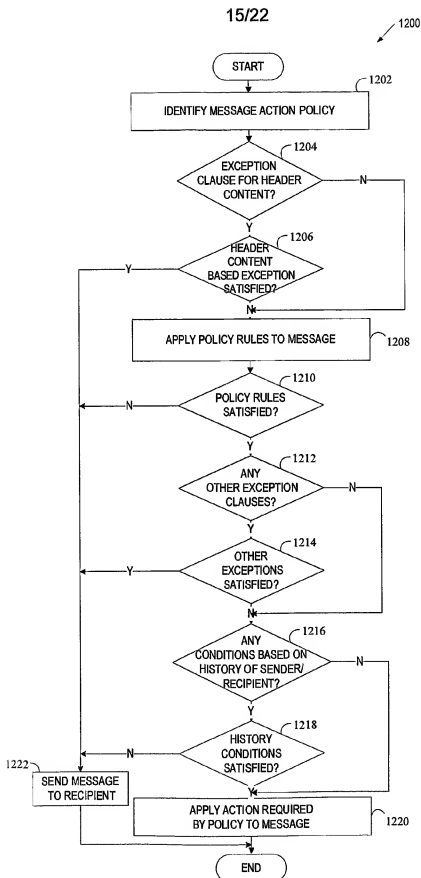 15/22
1200
START
1202
IDENTIFY MESSAGE ACTION POLICY
1204
EXCEPTION
CLAUSE FOR HEADER
CONTENT?
N
Y
1206
HEADER
CONTENT
BASED EXCEPTION
SATISFIED?
Y
N
APPLY POLICY RULES TO MESSAGE
1208
1210
POLICY RULES
SATISFIED?
N
Y
1212
ANY
OTHER EXCEPTION
CLAUSES?
N
Y
1214
OTHER
EXCEPTIONS
SATISFIED?
Y
N
1216
ANY
CONDITIONS BASED ON
HISTORY OF SENDER/
RECIPIENT?
N
Y
1218
HISTORY
CONDITIONS
SATISFIED?
N
Y
1222
SEND MESSAGE
TO RECIPIENT
APPLY ACTION REQUIRED
BY POLICY TO MESSAGE
1220
END